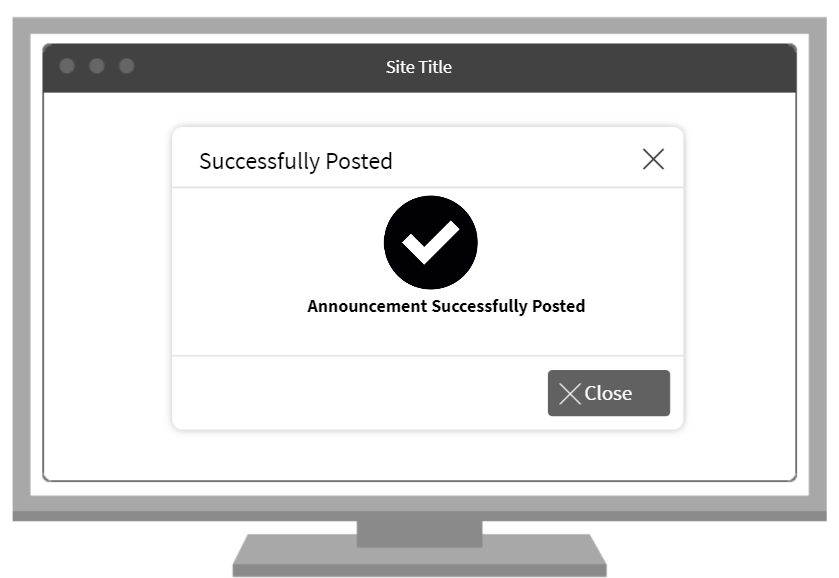 Site Title
Successfully Posted
Announcement Successfully Posted
Close